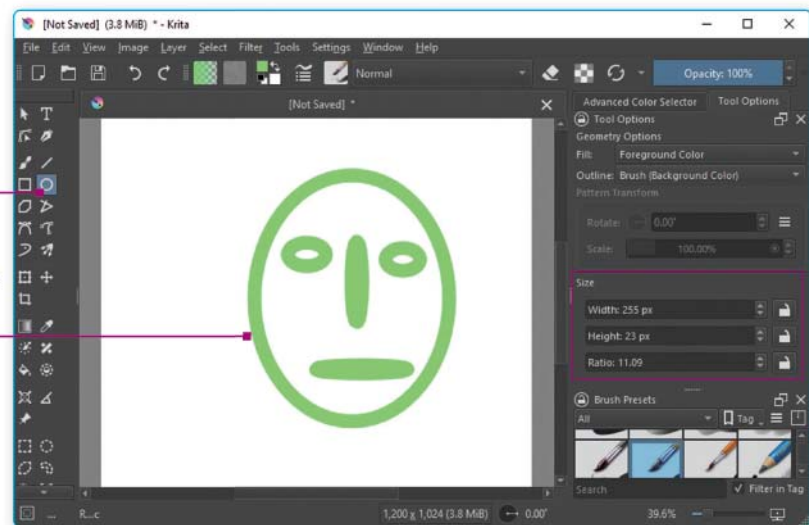 [Not Saved] (3.8 MiB) * - Krita
File Edit View Image Layer Select Filter Tools Settings Window Help
Normal
Opacity: 100%
[Not Saved] *
Advanced Color Selector Tool Options
Tool Options
Geometry Options
Fill: Foreground Color
Outline: Brush (Background Color)
Pattern Transform
Rotate: 0.00°
Scale: 100.00%
Size
Width: 255 px
Height: 23 px
Ratio: 11.09
Brush Presets
All Tag
Search Filter in Tag
... R...c 1,200 x 1,024 (3.8 MiB) 0.00° 39.6%